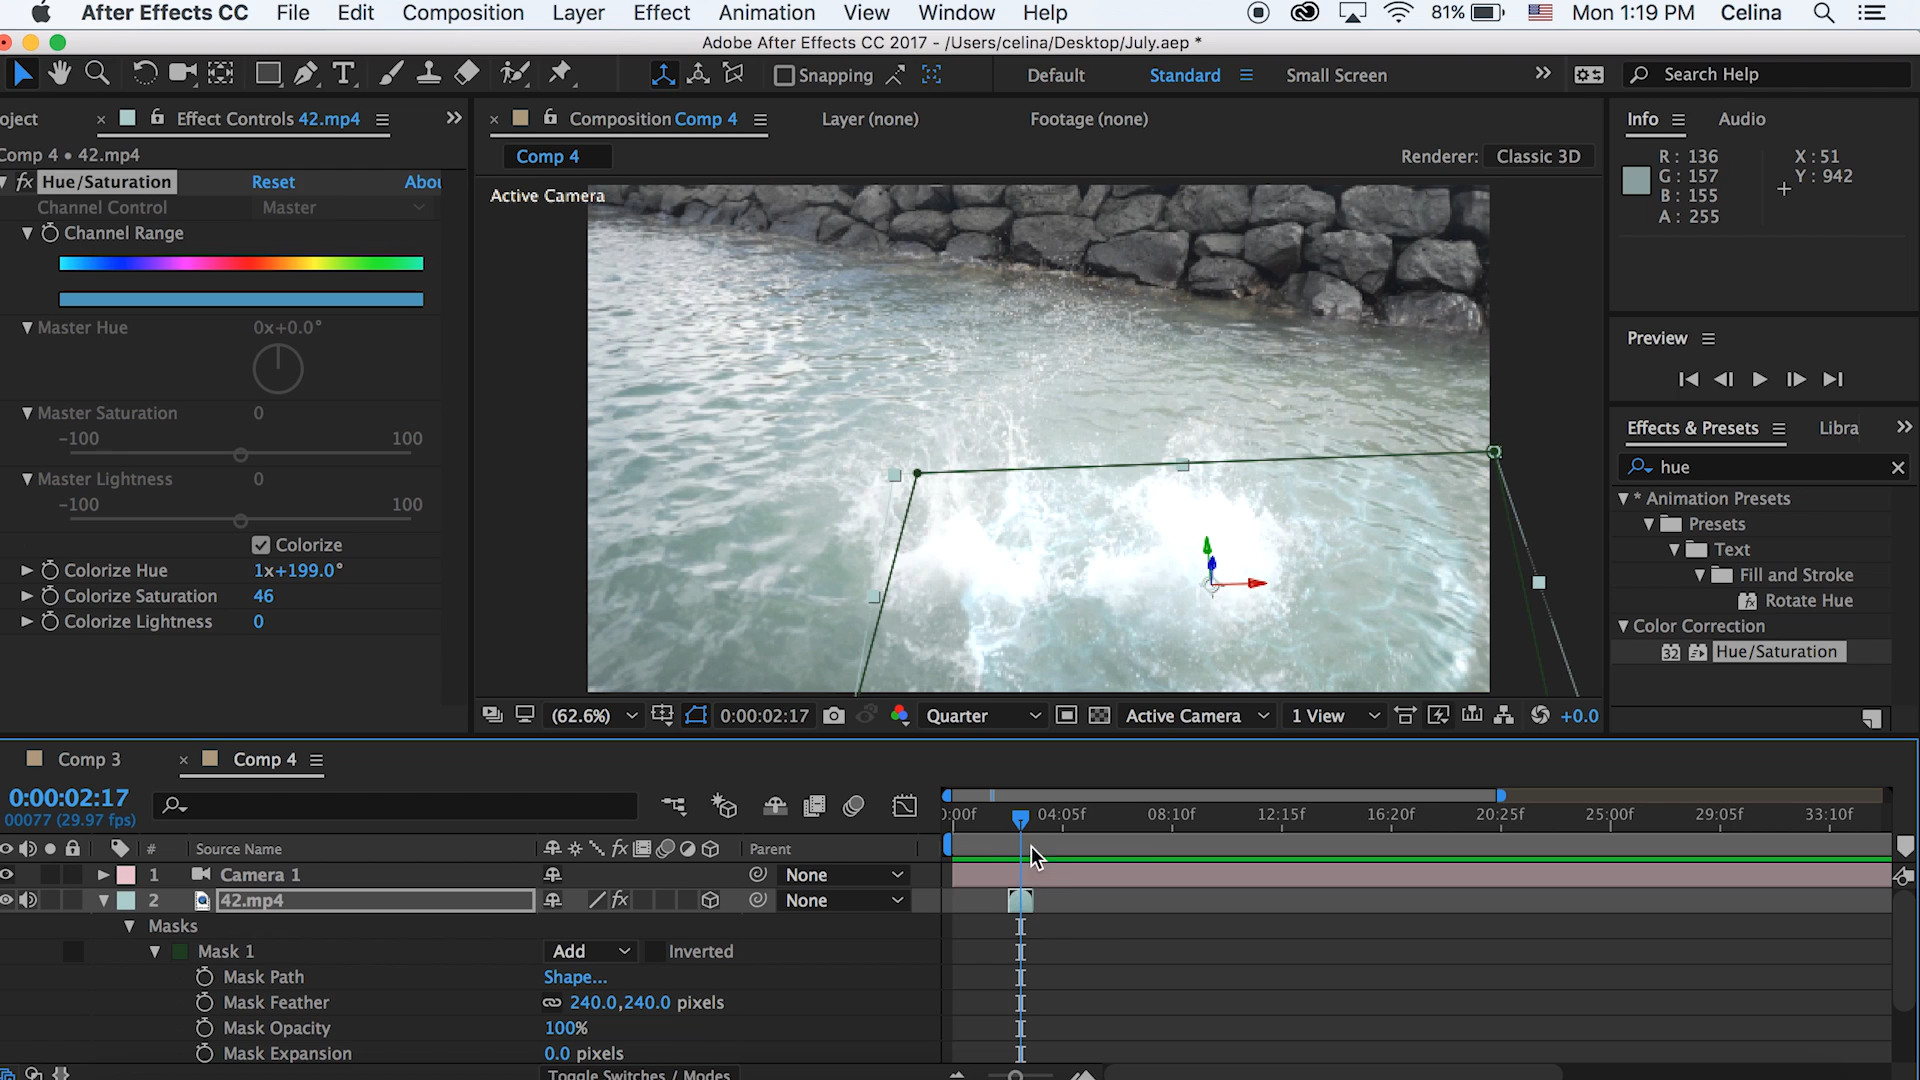 After Effects CC File Edit Composition Layer Effect Animation View Window Help 81% Mon 1:19 PM Celina
Adobe After Effects CC 2017 - /Users/celina/Desktop/July.aep *
Snapping Default Standard Small Screen Search Help
oject Effect Controls 42.mp4 Composition Comp 4 Layer (none) Footage (none) Info Audio
Comp 4 • 42.mp4 Comp 4 Renderer: Classic 3D
R: 136 X: 51
G: 157 Y: 942
B: 155
A: 255
fx Hue/Saturation Reset Abou
Active Camera
Channel Control Master
Channel Range
Master Hue 0x+0.0°
Preview
Master Saturation 0
-100 100
Effects & Presets Libra
hue
Master Lightness 0
-100 100
* Animation Presets
Presets
Text
Fill and Stroke
Rotate Hue
Color Correction
32 Hue/Saturation
Colorize
Colorize Hue 1x+199.0°
Colorize Saturation 46
Colorize Lightness 0
(62.6%) 0:00:02:17 Quarter Active Camera 1 View +0.0
Comp 3 Comp 4
0:00:02:17
00077 (29.97 fps)
0:00f 04:05f 08:10f 12:15f 16:20f 20:25f 25:00f 29:05f 33:10f
# Source Name fx Parent
1 Camera 1 None
2 42.mp4 fx None
Masks
Mask 1 Add Inverted
Mask Path Shape...
Mask Feather 240.0,240.0 pixels
Mask Opacity 100%
Mask Expansion 0.0 pixels
Toggle Switches / Modes